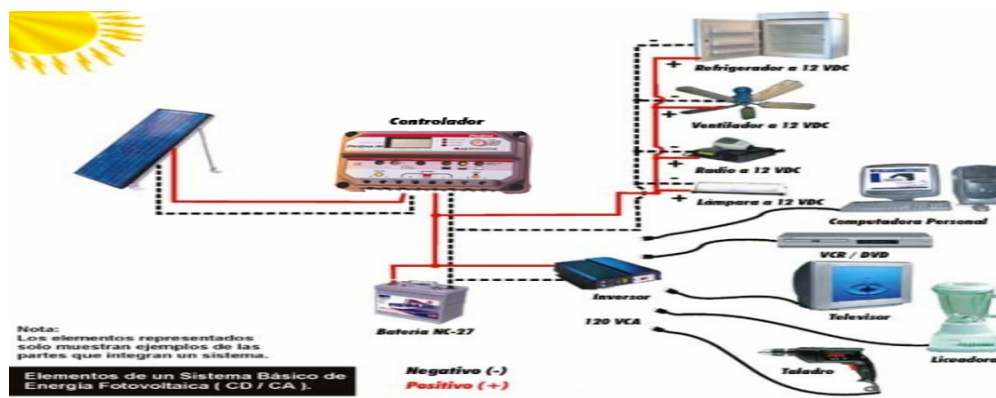 Refrigerador a 12 VDC
Controlador
Ventilador a 12 VDC
Radio a 12 VDC
Lámpara a 12 VDC
Computadora Personal
VCR / DVD
Inversor
120 VCA
Televisor
Batería NC-27
Licuadora
Taladro
Nota:
Los elementos representados
solo muestran ejemplos de las
partes que integran un sistema.
Elementos de un Sistema Básico de
Energía Fotovoltaica ( CD / CA ).
Negativo (-)
Positivo (+)